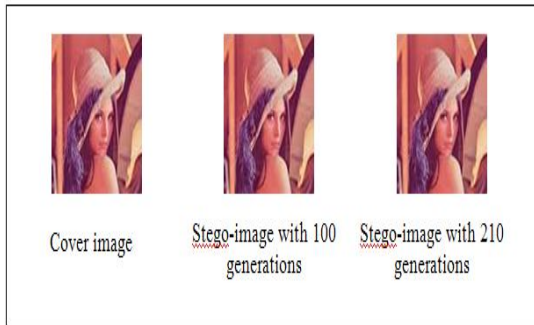 Cover image
Stego-image with 100
generations
Stego-image with 210
generations